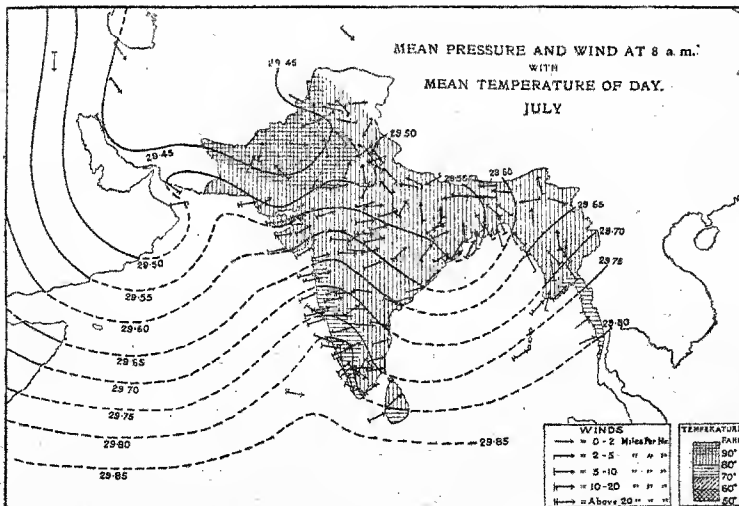 MEAN PRESSURE AND WIND AT 8 a.m.
WITH
MEAN TEMPERATURE OF DAY.
JULY
29.45
29.50
29.45
29.55
29.60
29.65
29.70
29.75
29.80
29.50
29.55
29.60
29.65
29.70
29.75
29.80
29.85
29.85
WINDS
= 0-2 Miles Per Hr.
= 2-5 " " "
= 5-10 " " "
= 10-20 " " "
= Above 20 " " "
TEMPERATURE
FAH
90°
80°
70°
60°
50°